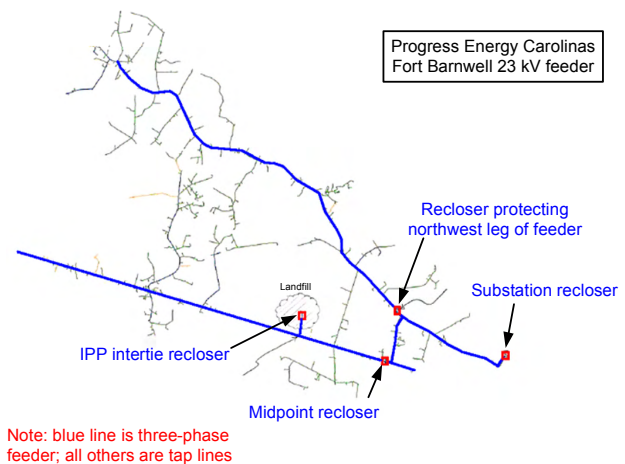 Progress Energy Carolinas
Fort Barnwell 23 kV feeder
Recloser protecting
northwest leg of feeder
Substation recloser
Landfill
IPP intertie recloser
Midpoint recloser
Note: blue line is three-phase
feeder; all others are tap lines